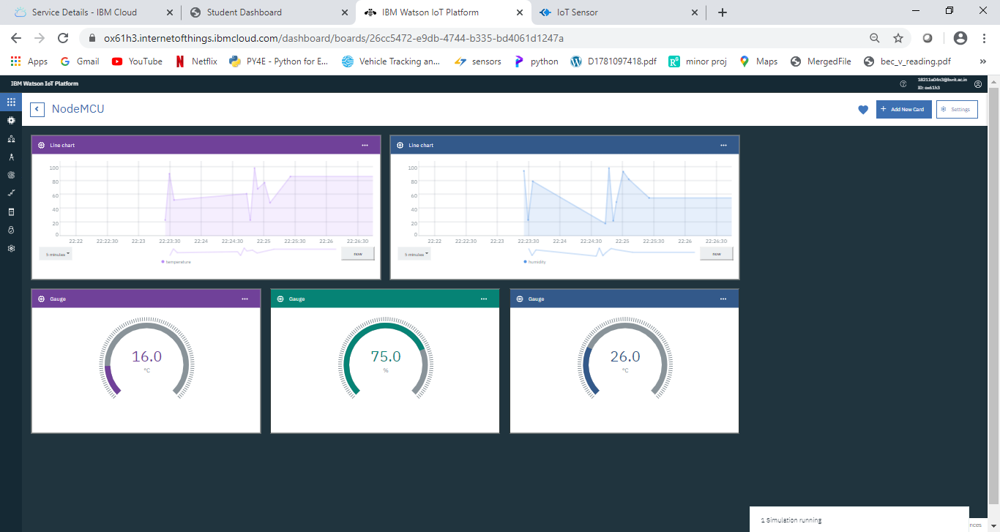 Service Details - IBM Cloud
Student Dashboard
IBM Watson IoT Platform
IoT Sensor
ox61h3.internetofthings.ibmcloud.com/dashboard/boards/26cc5472-e9db-4744-b335-bd4061d1247a
Apps Gmail YouTube Netflix PY4E - Python for E... Vehicle Tracking an... sensors python D1781097418.pdf minor proj Maps MergedFile bec_v_reading.pdf »
IBM Watson IoT Platform
18211a04n3@bvrit.ac.in
ID: ox61h3
NodeMCU
+ Add New Card
Settings
Line chart
100
80
60
40
20
0
22:22 22:22:30 22:23 22:23:30 22:24 22:24:30 22:25 22:25:30 22:26 22:26:30
5 minutes
now
temperature
Line chart
100
80
60
40
20
0
22:22 22:22:30 22:23 22:23:30 22:24 22:24:30 22:25 22:25:30 22:26 22:26:30
5 minutes
now
humidity
Gauge
16.0
°C
Gauge
75.0
%
Gauge
26.0
°C
1 Simulation running
nces